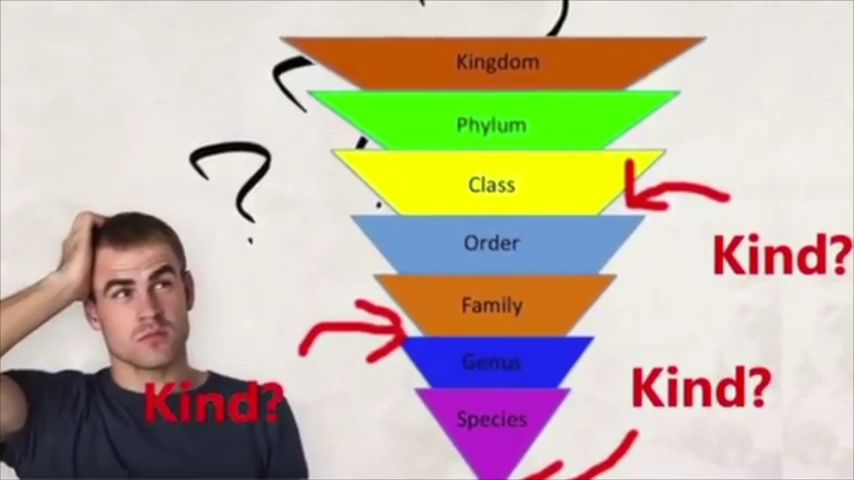 Kingdom
Phylum
Class
Order
Kind?
Family
Genus
Kind?
Kind?
Species